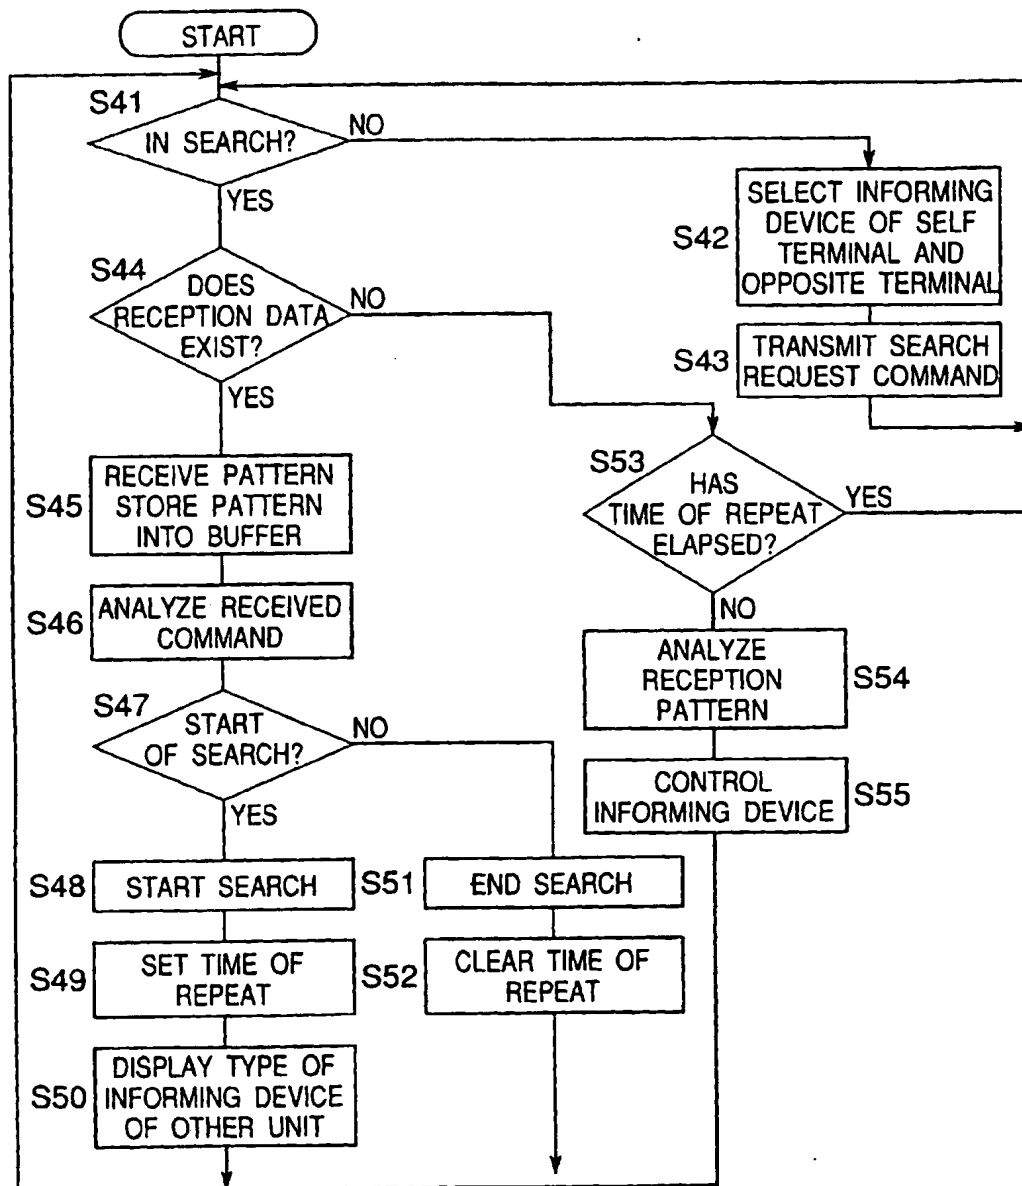 START
S41
IN SEARCH?
NO
YES
S42
SELECT INFORMING
DEVICE OF SELF
TERMINAL AND
OPPOSITE TERMINAL
S43
TRANSMIT SEARCH
REQUEST COMMAND
S44
DOES
RECEPTION DATA
EXIST?
NO
YES
S45
RECEIVE PATTERN
STORE PATTERN
INTO BUFFER
S46
ANALYZE RECEIVED
COMMAND
S47
START
OF SEARCH?
NO
YES
S48
START SEARCH
S49
SET TIME OF
REPEAT
S50
DISPLAY TYPE OF
INFORMING DEVICE
OF OTHER UNIT
S51
END SEARCH
S52
CLEAR TIME OF
REPEAT
S53
HAS
TIME OF REPEAT
ELAPSED?
YES
NO
ANALYZE
RECEPTION
PATTERN
S54
CONTROL
INFORMING DEVICE
S55